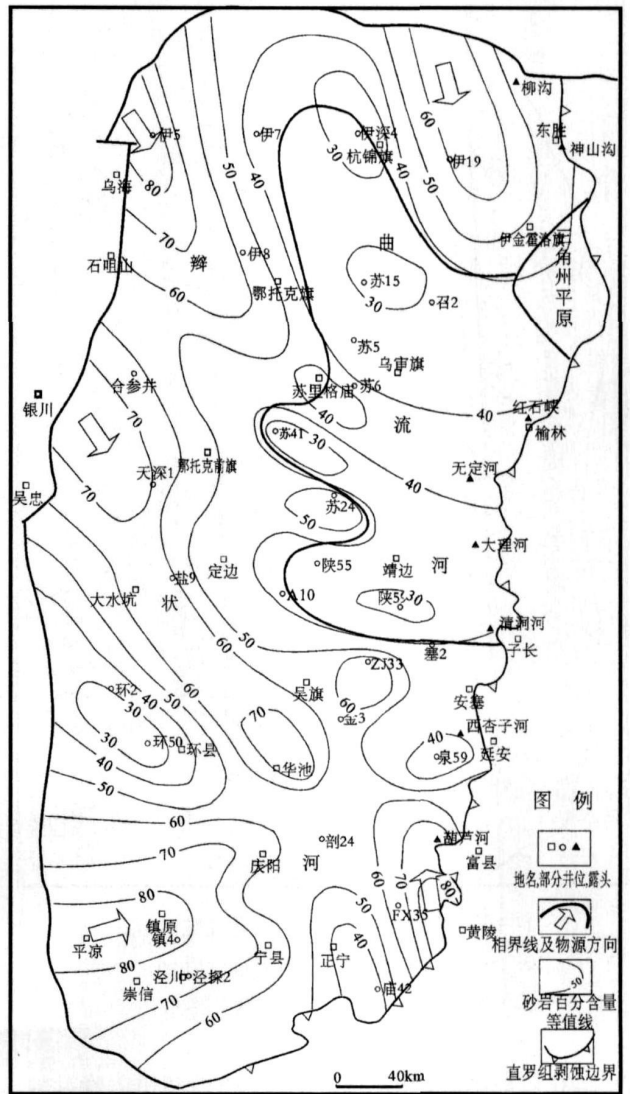 柳沟
东胜
神山沟
伊5
伊7
伊深4
杭锦旗
伊19
60
50
40
30
60
50
40
80
乌海
70
石咀山
辫
伊8
曲
伊金霍洛旗
三角州平原
60
鄂托克旗
苏15
30
召2
苏5
乌审旗
合参井
苏里格庙
苏6
40
40
红石峡
榆林
银川
70
苏41
30
流
天深1
鄂托克前旗
无定河
70
40
吴忠
苏24
50
大理河
定边
陕55
靖边
河
盐9
大水坑
状
A10
30
清涧河
子长
60
50
塞2
ZJ33
环2
60
吴旗
60
安塞
50
40
30
70
金3
西杏子河
40
30
环50
环县
泉59
延安
40
华池
50
60
剖24
葫芦河
富县
70
庆阳
河
60
50
70
80
80
镇原
镇4
FX35
40
黄陵
平凉
宁县
正宁
80
泾川
泾探2
崇信
70
庙42
60
图 例
地名,部分井位,露头
相界线及物源方向
50
砂岩百分含量
等值线
直罗组剥蚀边界
0 40km